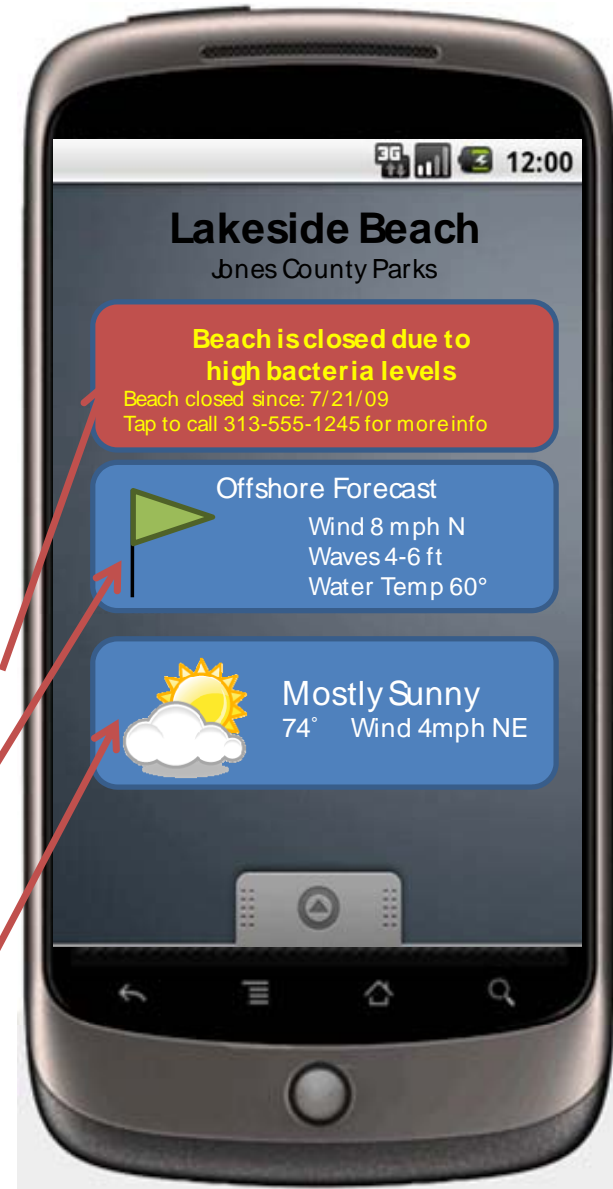 3G
12:00
Lakeside Beach
Jones County Parks
Beach is closed due to
high bacteria levels
Beach closed since: 7/21/09
Tap to call 313-555-1245 for more info
Offshore Forecast
Wind 8 mph N
Waves 4-6 ft
Water Temp 60°
Mostly Sunny
74° Wind 4mph NE